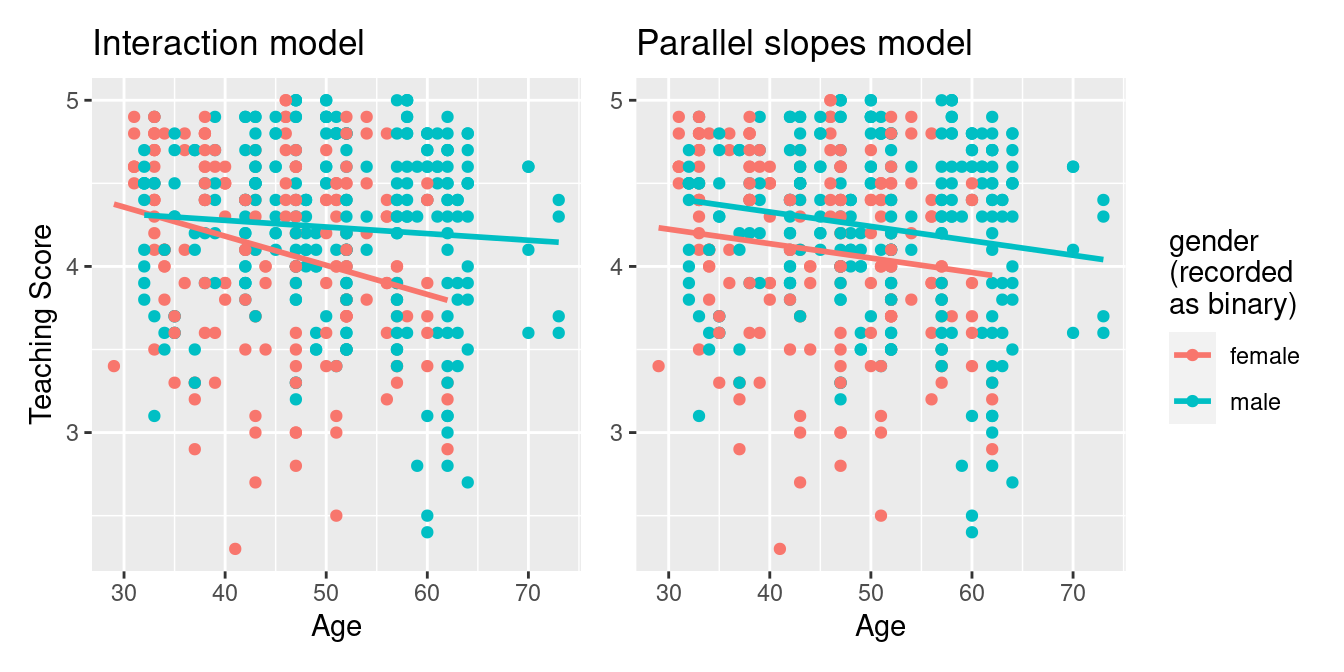 Interaction model
Parallel slopes model
Teaching Score
5
4
3
5
4
3
30 40 50 60 70
30 40 50 60 70
Age
Age
gender
(recorded
as binary)
female
male